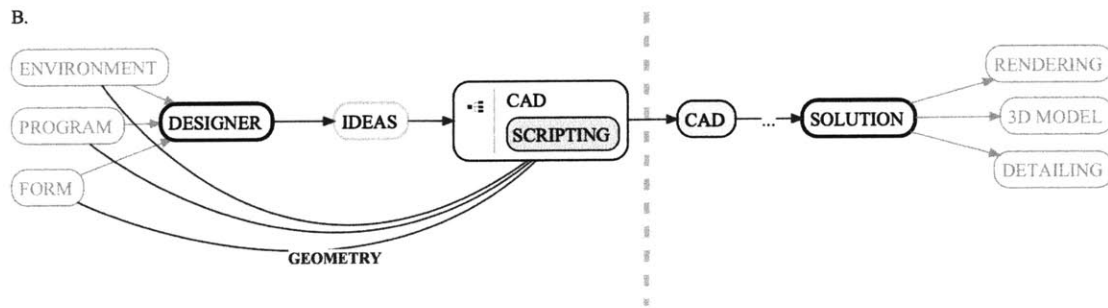 B.
ENVIRONMENT
PROGRAM
FORM
DESIGNER
IDEAS
CAD
SCRIPTING
GEOMETRY
CAD
...
SOLUTION
RENDERING
3D MODEL
DETAILING